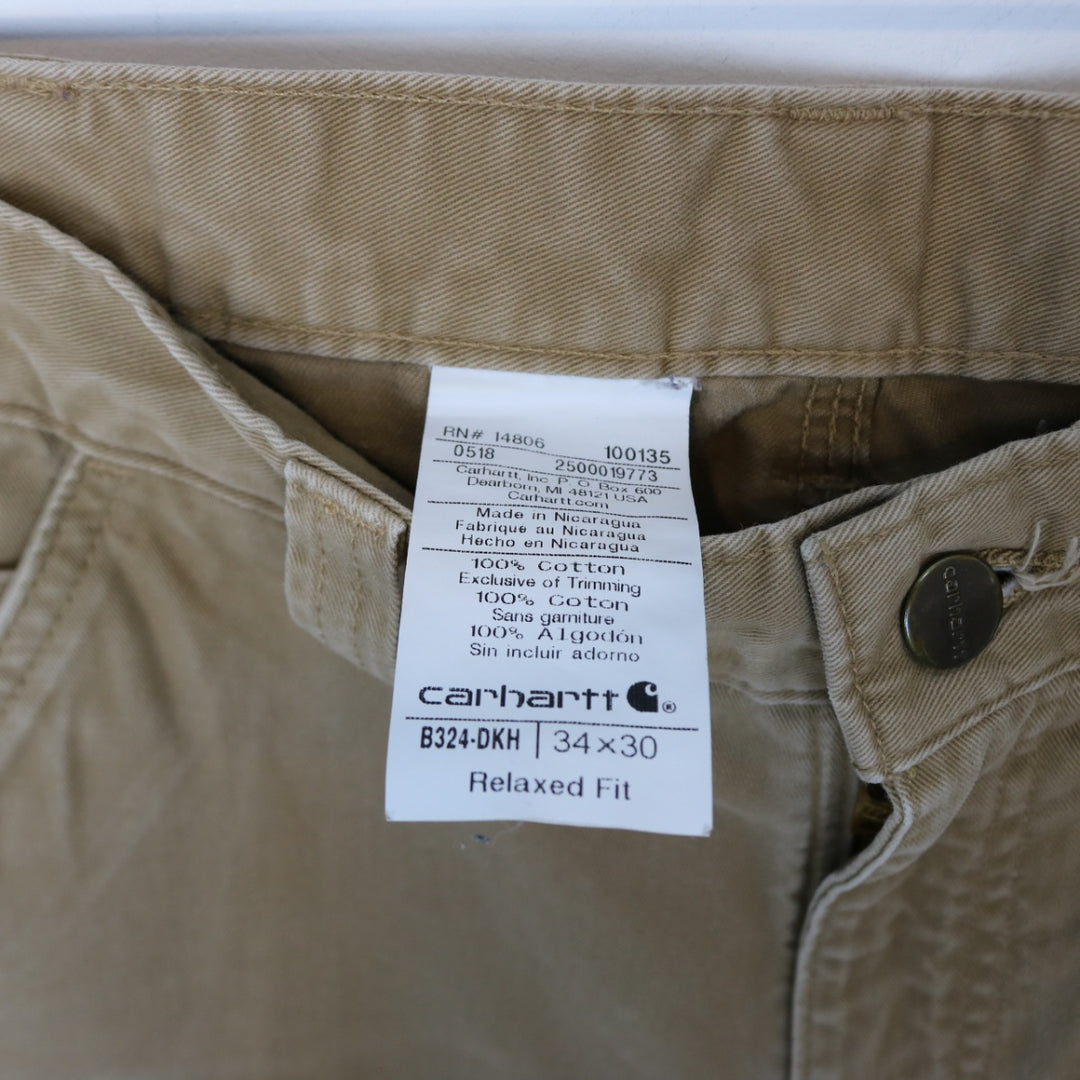 RN# 14806 100135
0518 2500019773
Carhartt, Inc. P. O. Box 600
Dearborn, MI 48121 USA
Carhartt.com
Made in Nicaragua
Fabrique au Nicaragua
Hecho en Nicaragua
100% Cotton
Exclusive of Trimming
100% Coton
Sans garniture
100% Algodón
Sin incluir adorno
carhartt®
B324-DKH | 34×30
Relaxed Fit
carhartt